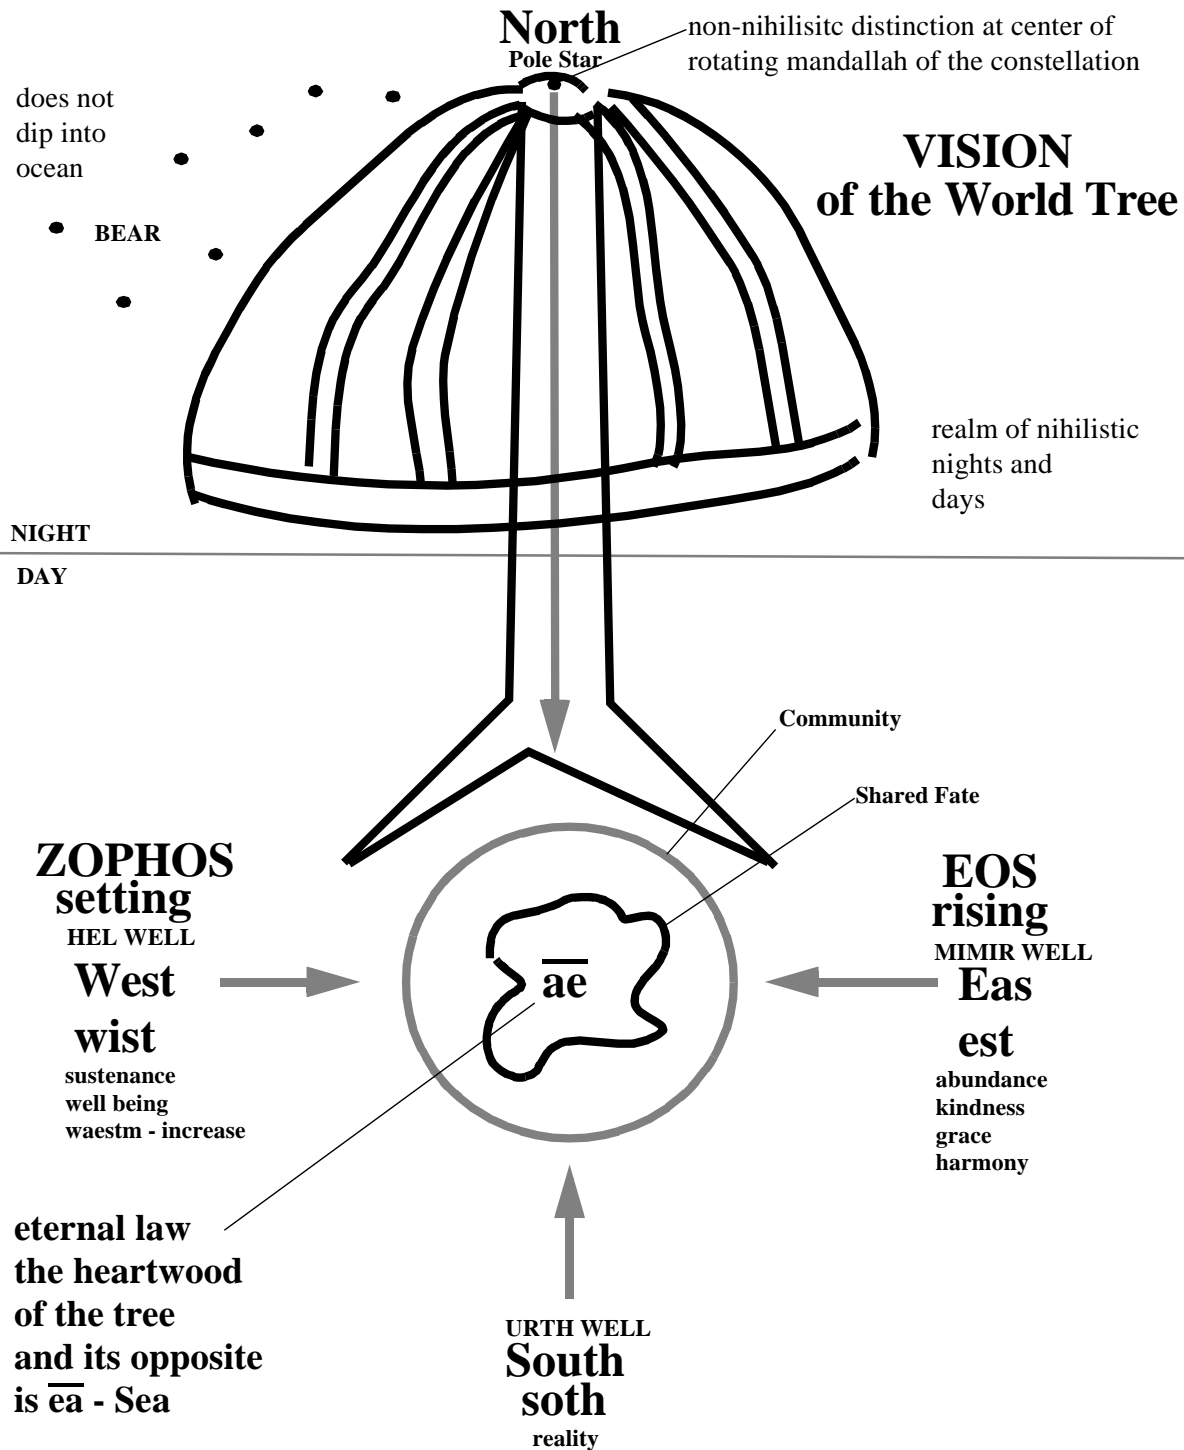 North
Pole Star
non-nihilisitc distinction at center of
rotating mandallah of the constellation
does not
dip into
ocean
VISION
of the World Tree
BEAR
realm of nihilistic
nights and
days
NIGHT
DAY
Community
Shared Fate
ZOPHOS
setting
HEL WELL
West
wist
sustenance
well being
waestm - increase
a̅e̅
EOS
rising
MIMIR WELL
Eas
est
abundance
kindness
grace
harmony
eternal law
the heartwood
of the tree
and its opposite
is e̅a̅ - Sea
URTH WELL
South
soth
reality